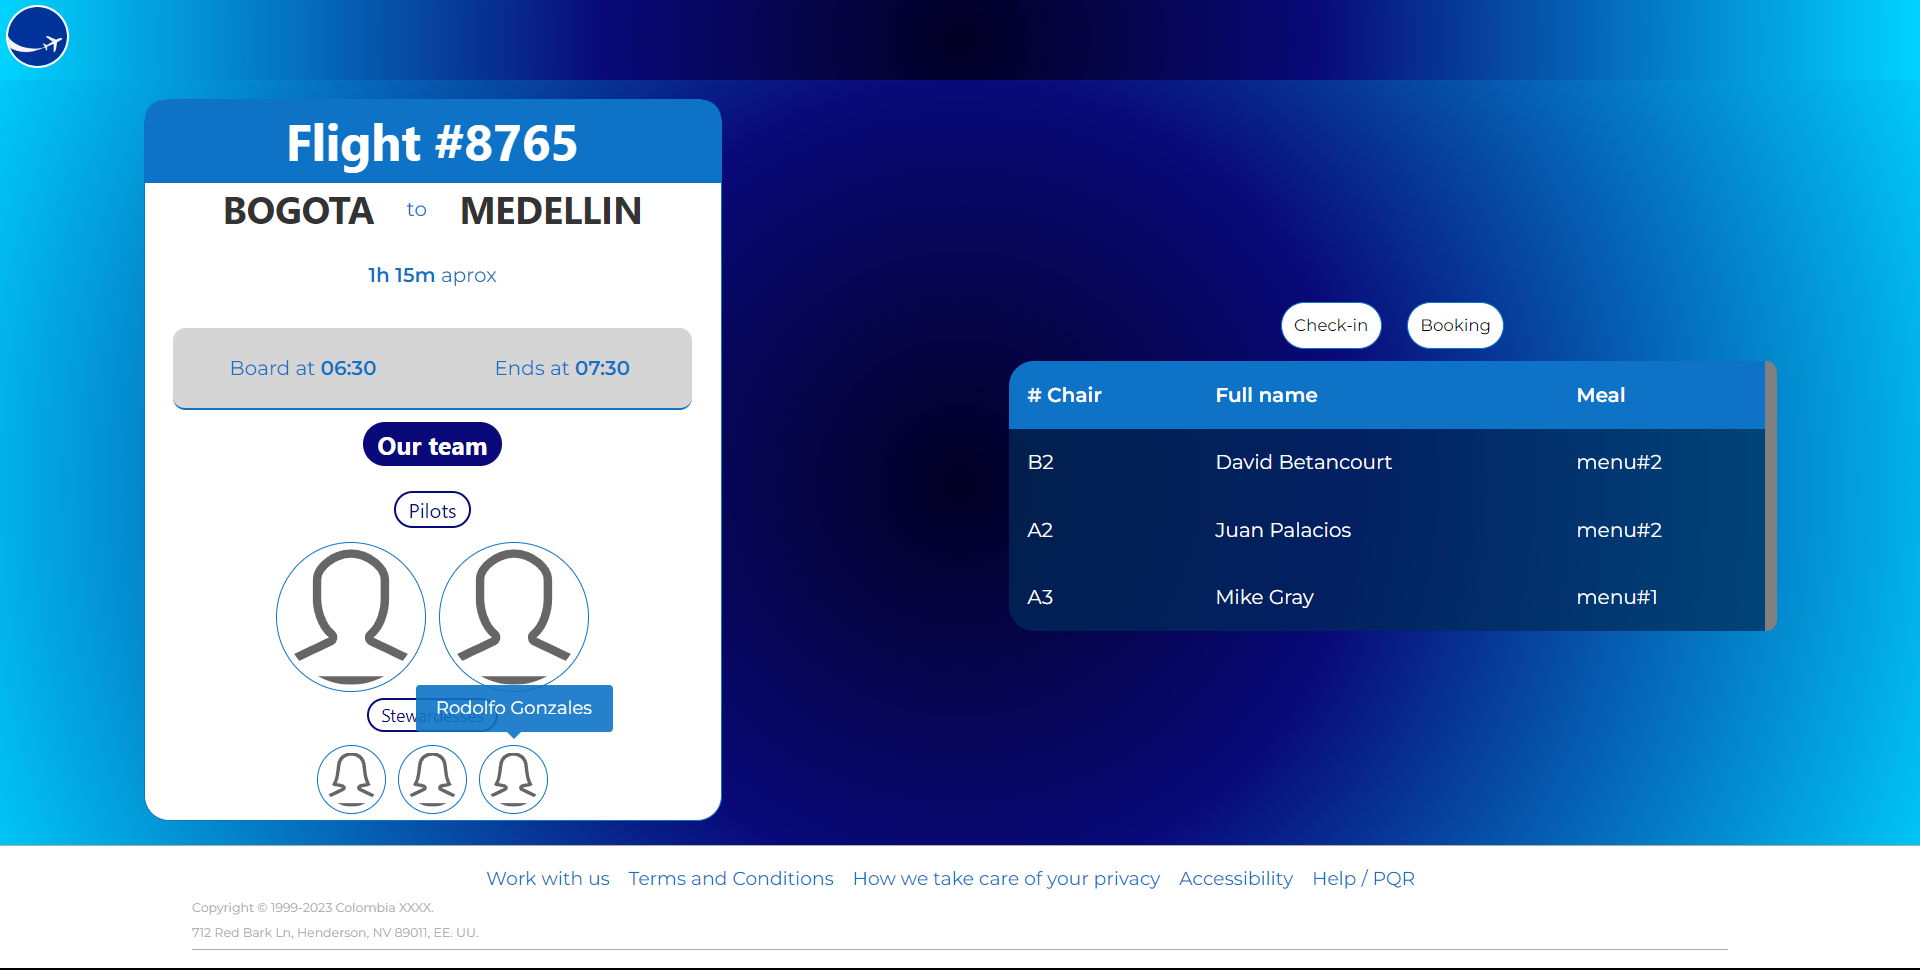 Flight #8765
BOGOTA to MEDELLIN
1h 15m aprox
Board at 06:30 Ends at 07:30
Our team
Pilots
Stewardesses
Rodolfo Gonzales
Check-in Booking
# Chair Full name Meal
B2 David Betancourt menu#2
A2 Juan Palacios menu#2
A3 Mike Gray menu#1
Work with us Terms and Conditions How we take care of your privacy Accessibility Help / PQR
Copyright © 1999-2023 Colombia XXXX.
712 Red Bark Ln, Henderson, NV 89011, EE. UU.